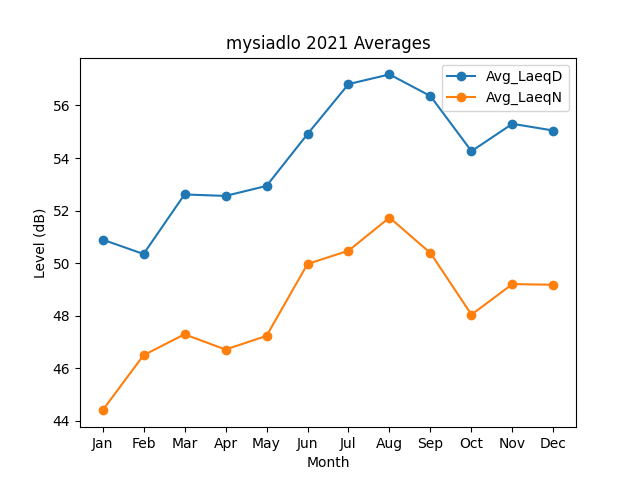 mysiadlo 2021 Averages
Avg_LaeqD
Avg_LaeqN
Level (dB)
56
54
52
50
48
46
44
Jan Feb Mar Apr May Jun Jul Aug Sep Oct Nov Dec
Month